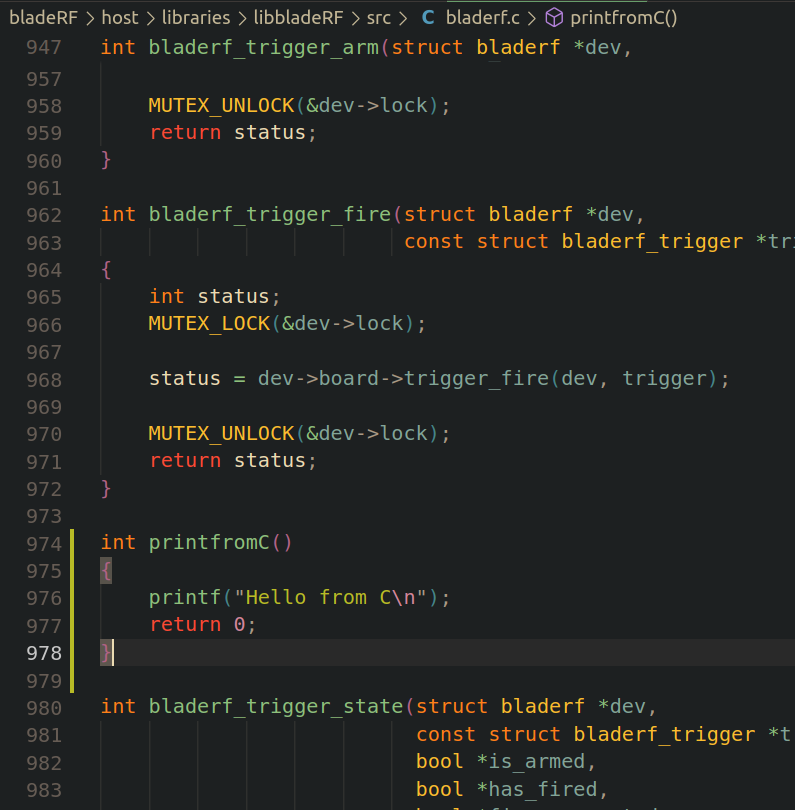 bladeRF > host > libraries > libbladeRF > src > C bladerf.c > printfromC()
947 int bladerf_trigger_arm(struct bladerf *dev,
957
958 MUTEX_UNLOCK(&dev->lock);
959 return status;
960 }
961
962 int bladerf_trigger_fire(struct bladerf *dev,
963 const struct bladerf_trigger *tri
964 {
965 int status;
966 MUTEX_LOCK(&dev->lock);
967
968 status = dev->board->trigger_fire(dev, trigger);
969
970 MUTEX_UNLOCK(&dev->lock);
971 return status;
972 }
973
974 int printfromC()
975 {
976 printf("Hello from C\n");
977 return 0;
978 }
979
980 int bladerf_trigger_state(struct bladerf *dev,
981 const struct bladerf_trigger *t
982 bool *is_armed,
983 bool *has_fired,